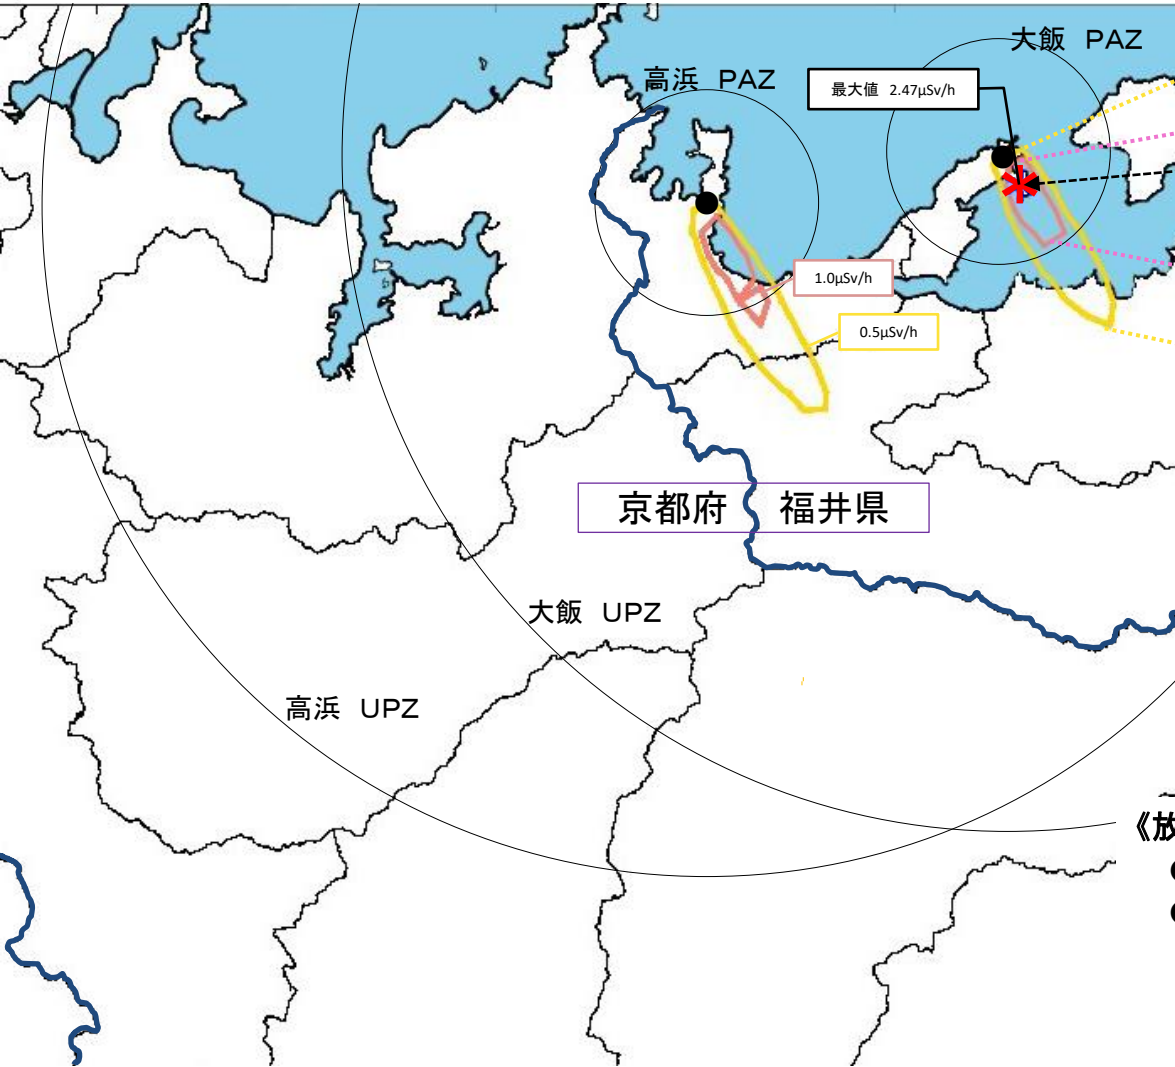 大飯 PAZ
高浜 PAZ
最大値 2.47μSv/h
1.0μSv/h
0.5μSv/h
京都府 福井県
大飯 UPZ
高浜 UPZ
《放
●
●